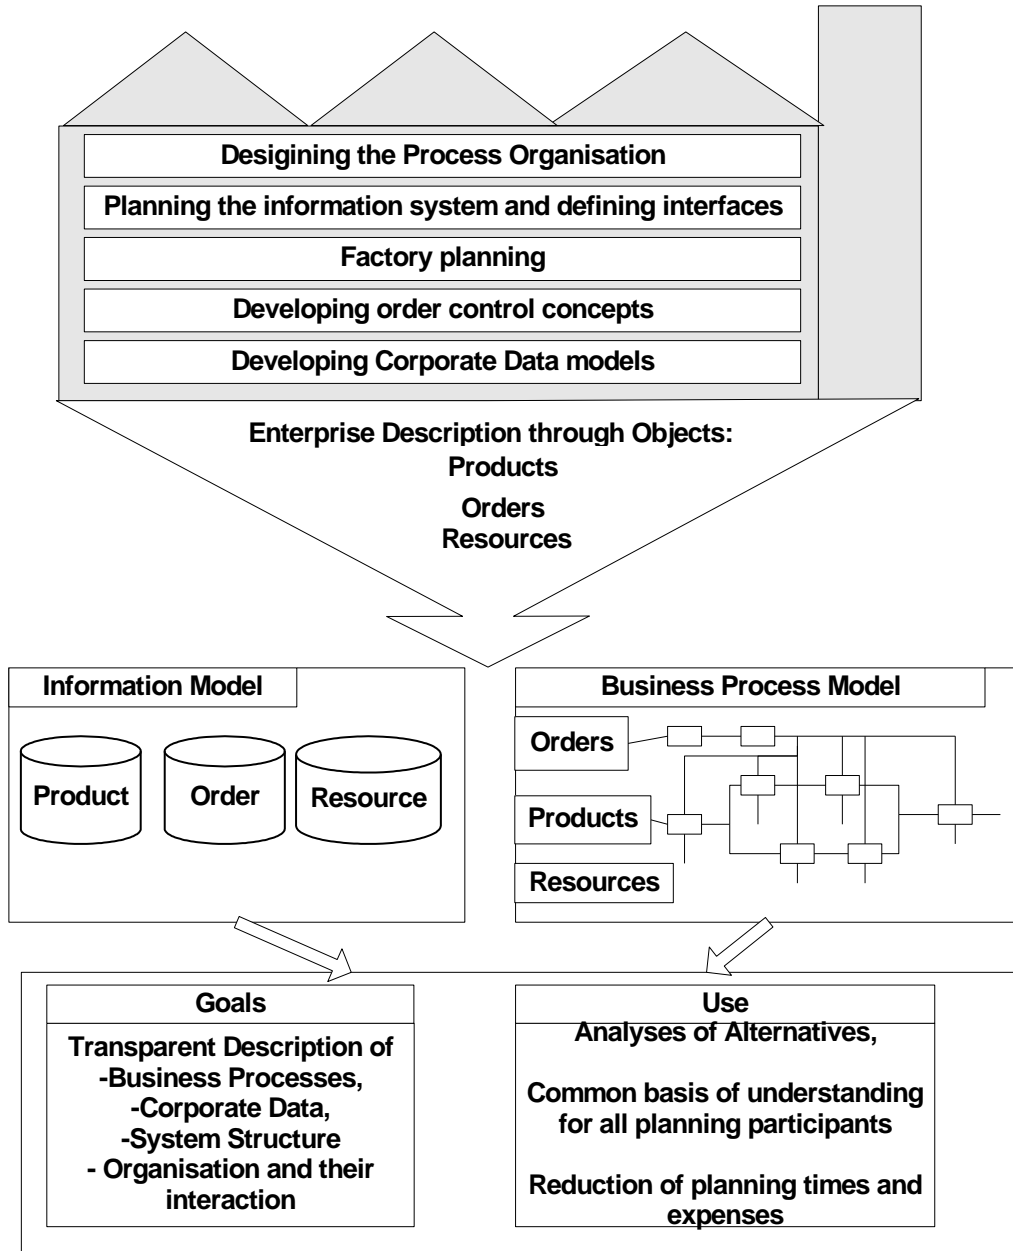 Desigining the Process Organisation
Planning the information system and defining interfaces
Factory planning
Developing order control concepts
Developing Corporate Data models
Enterprise Description through Objects:
Products
Orders
Resources
Information Model
Product
Order
Resource
Business Process Model
Orders
Products
Resources
Goals
Transparent Description of
-Business Processes,
-Corporate Data,
-System Structure
- Organisation and their
interaction
Use
Analyses of Alternatives,
Common basis of understanding
for all planning participants
Reduction of planning times and
expenses